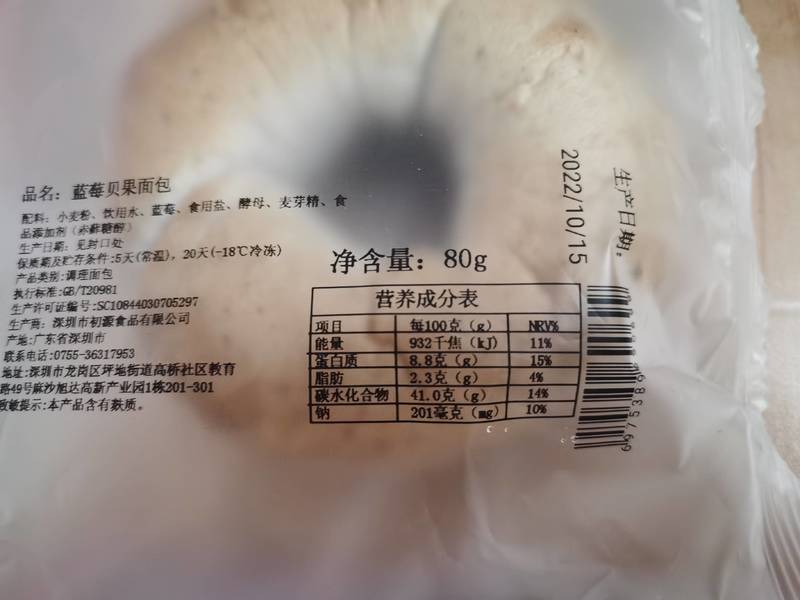 品名：蓝莓贝果面包
配料：小麦粉、饮用水、蓝莓、食用盐、酵母、麦芽精、食
品添加剂（赤藓糖醇）
生产日期：见封口处
保质期及贮存条件:5天(常温)，20天(-18℃冷冻)
产品类别:调理面包
执行标准:GB/T20981
生产许可证编号:SC10844030705297
生产商：深圳市初源食品有限公司
产地:广东省深圳市
联系电话:0755-36317953
地址:深圳市龙岗区坪地街道高桥社区教育
路49号麻沙旭达高新产业园1栋201-301
致敏提示:本产品含有麸质。
净含量：80g
营养成分表
项目 每100克（g） NRV%
能量 932千焦（kJ） 11%
蛋白质 8.8克（g） 15%
脂肪 2.3克（g） 4%
碳水化合物 41.0克（g） 14%
钠 201毫克（mg） 10%
生产日期：
2022/10/15